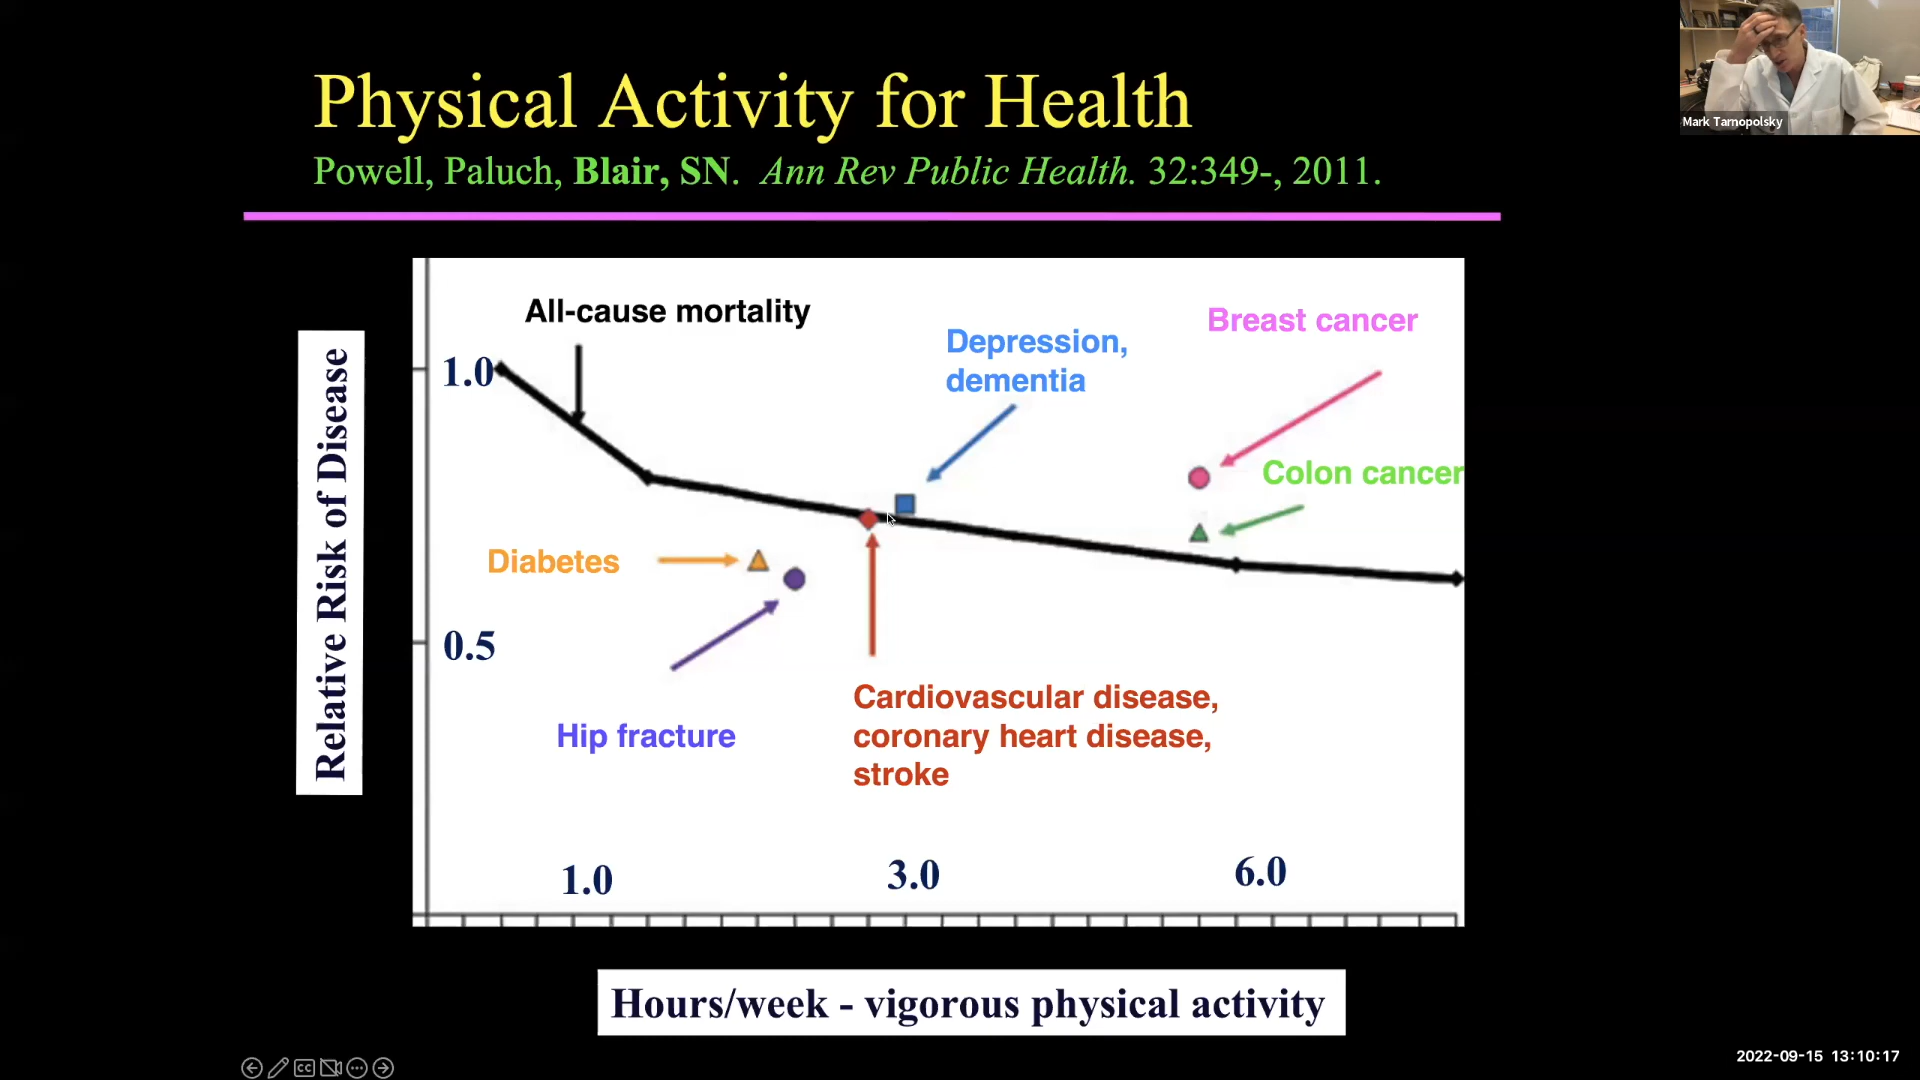 Physical Activity for Health
Powell, Paluch, Blair, SN. Ann Rev Public Health. 32:349-, 2011.
Mark Tarnopolsky
Relative Risk of Disease
All-cause mortality
Depression,
dementia
Breast cancer
1.0
Colon cancer
Diabetes
0.5
Hip fracture
Cardiovascular disease,
coronary heart disease,
stroke
1.0
3.0
6.0
Hours/week - vigorous physical activity
CC
2022-09-15 13:10:17